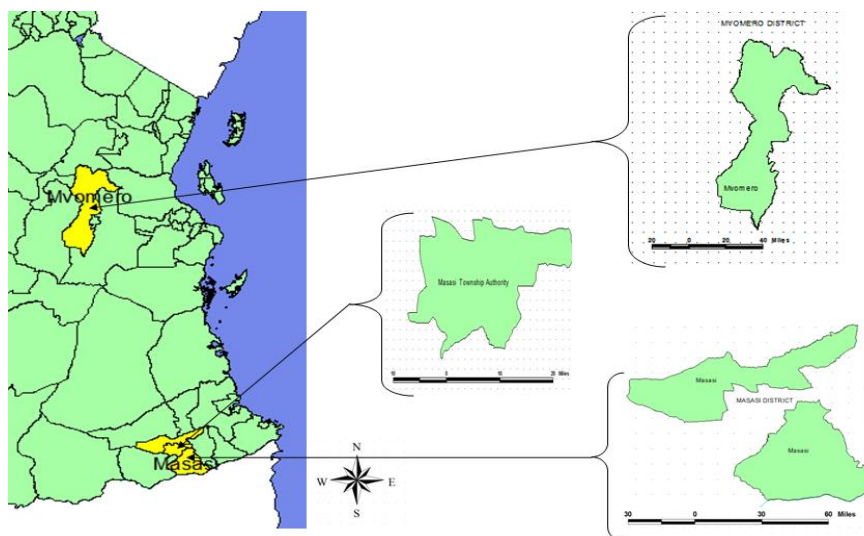 MYOMERO DISTRICT
Mvomero
Mvomero
20 0 20 40 Miles
Masasi Township Authority
10 0 10 20 Miles
Masasi
MASASI DISTRICT
Masasi
30 0 30 60 Miles
Masasi
N
W E
S